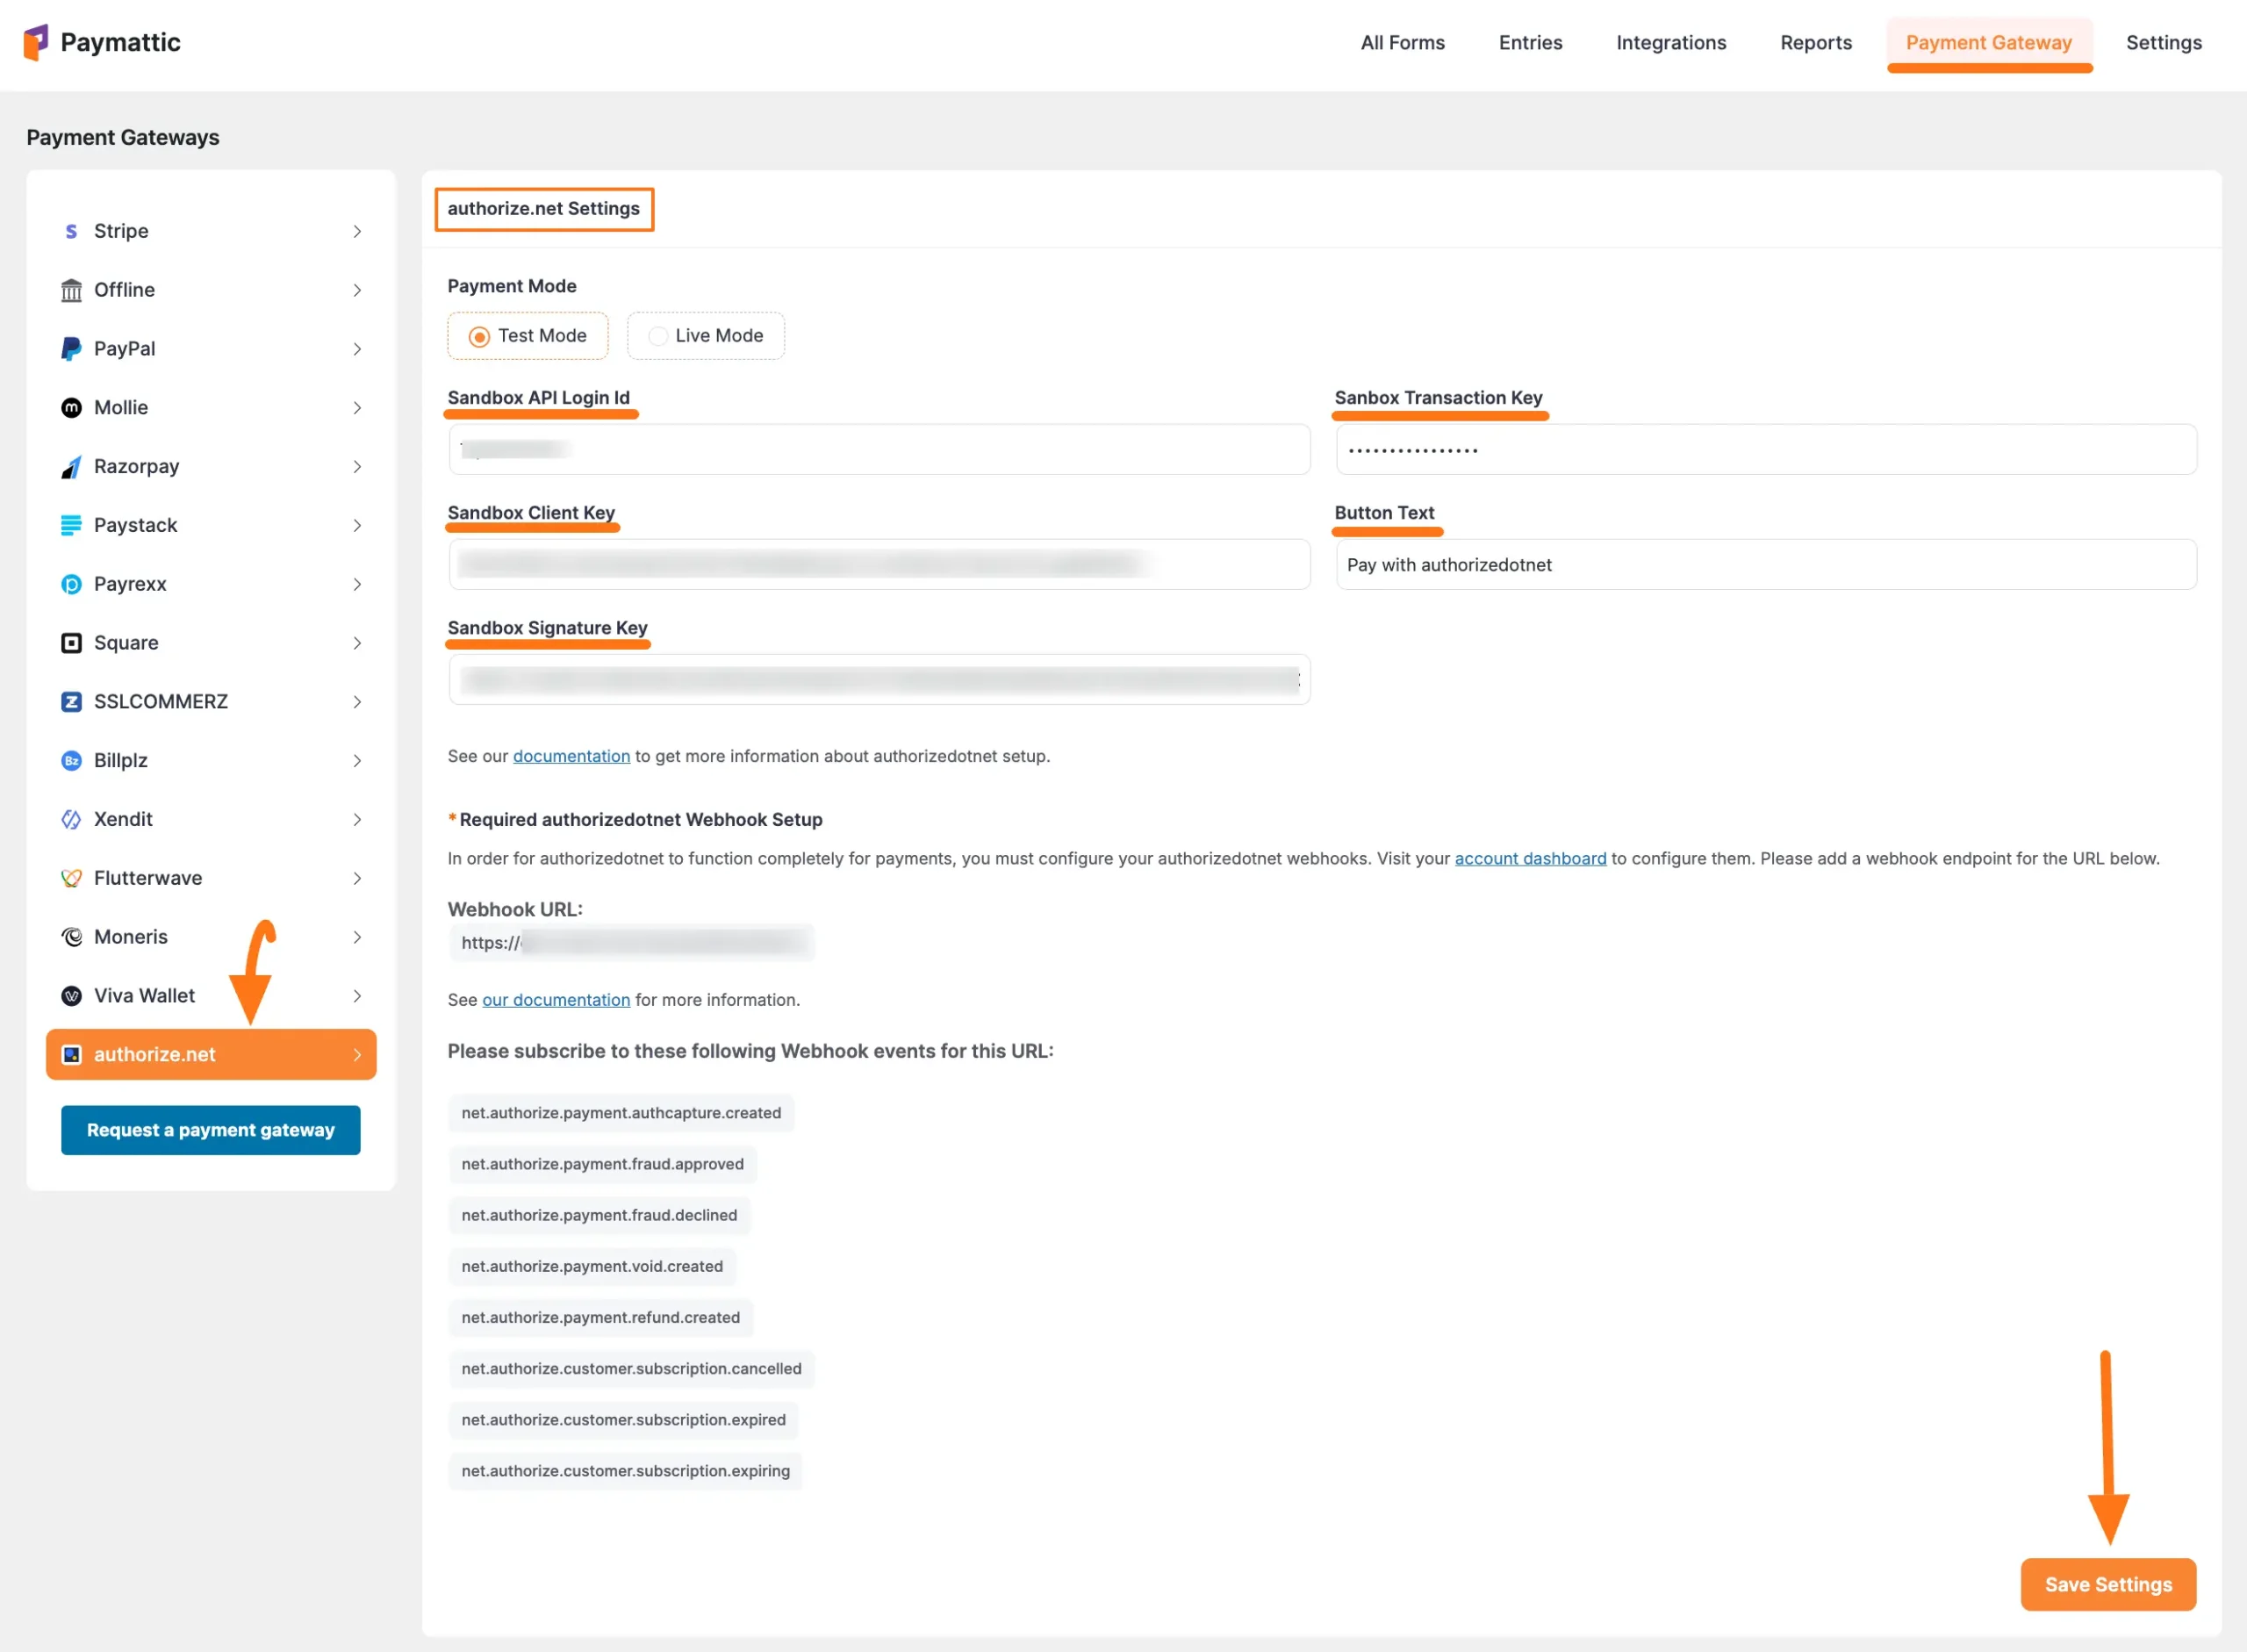 Paymattic
All Forms
Entries
Integrations
Reports
Payment Gateway
Settings
Payment Gateways
Stripe
Offline
PayPal
Mollie
Razorpay
Paystack
Payrexx
Square
SSLCOMMERZ
Billplz
Xendit
Flutterwave
Moneris
Viva Wallet
authorize.net
Request a payment gateway
authorize.net Settings
Payment Mode
Test Mode
Live Mode
Sandbox API Login Id
Sanbox Transaction Key
••••••••••••••••
Sandbox Client Key
Button Text
Pay with authorizedotnet
Sandbox Signature Key
See our documentation to get more information about authorizedotnet setup.
*Required authorizedotnet Webhook Setup
In order for authorizedotnet to function completely for payments, you must configure your authorizedotnet webhooks. Visit your account dashboard to configure them. Please add a webhook endpoint for the URL below.
Webhook URL:
https://
See our documentation for more information.
Please subscribe to these following Webhook events for this URL:
net.authorize.payment.authcapture.created
net.authorize.payment.fraud.approved
net.authorize.payment.fraud.declined
net.authorize.payment.void.created
net.authorize.payment.refund.created
net.authorize.customer.subscription.cancelled
net.authorize.customer.subscription.expired
net.authorize.customer.subscription.expiring
Save Settings